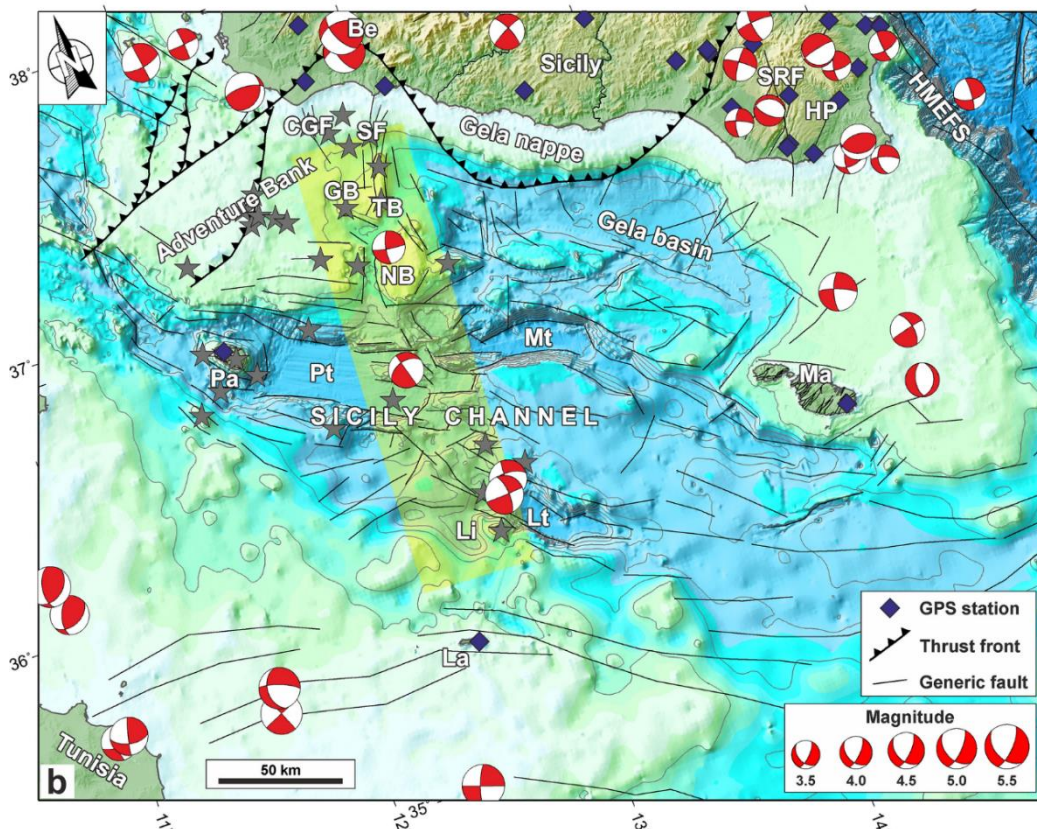 N
Be
38°
Sicily
SRF
HP
HMEFS
CGF
SF
Gela nappe
Adventure Bank
GB
TB
Gela basin
NB
37°
Pa
Pt
Mt
Ma
SICILY CHANNEL
Li
Lt
36°
La
Tunisia
GPS station
Thrust front
Generic fault
Magnitude
3.5 4.0 4.5 5.0 5.5
50 km
b
11°
12°
35°
13°
14°